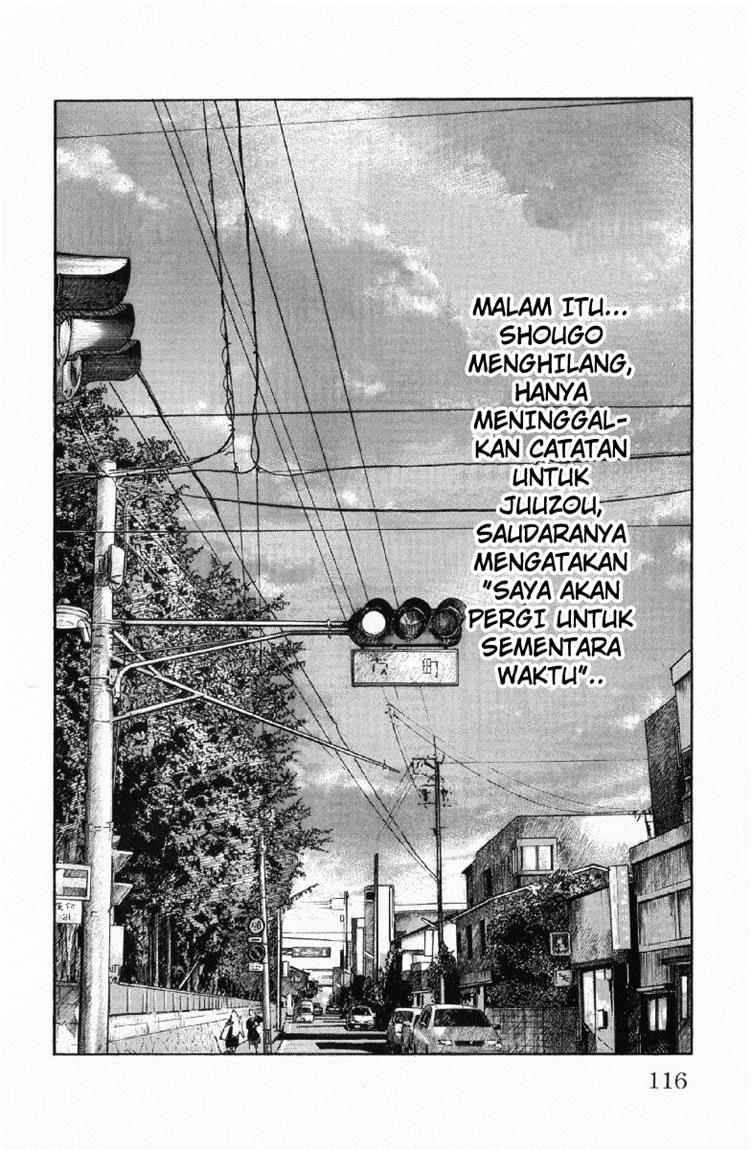 MALAM ITU...
SHOUGO
MENGHILANG,
HANYA
MENINGGAL-
KAN CATATAN
UNTUK
JUUZOU,
SAUDARANYA
MENGATAKAN
"SAYA AKAN
PERGI UNTUK
SEMENTARA
WAKTU"..
116